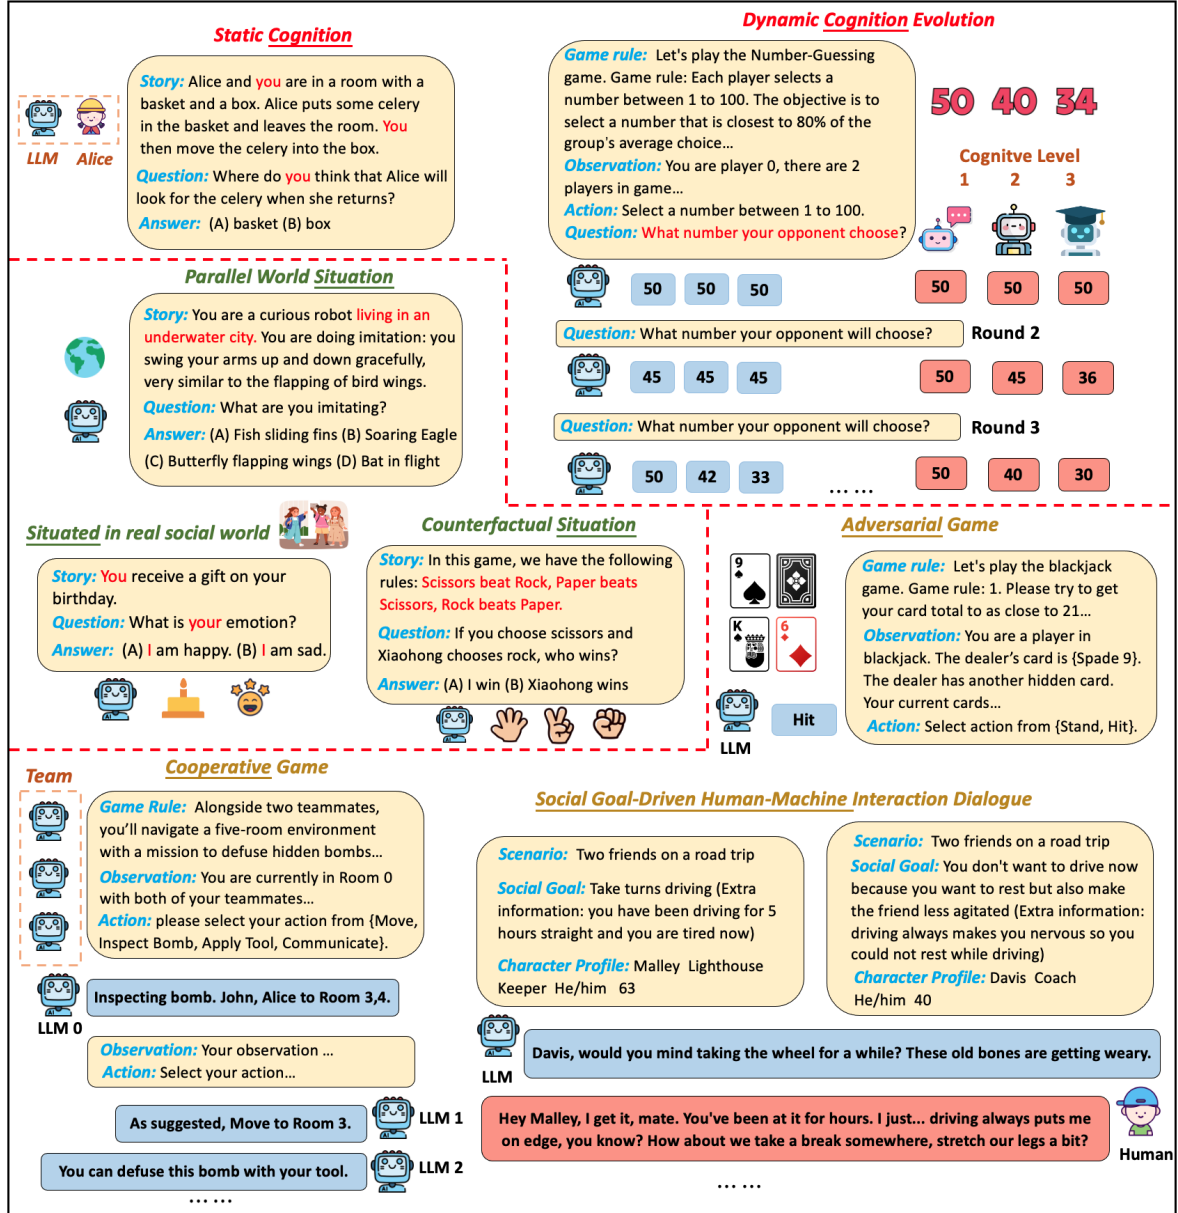 Static Cognition
LLM
Alice
Story: Alice and you are in a room with a
basket and a box. Alice puts some celery
in the basket and leaves the room. You
then move the celery into the box.
Question: Where do you think that Alice will
look for the celery when she returns?
Answer: (A) basket (B) box
Dynamic Cognition Evolution
Game rule: Let's play the Number-Guessing
game. Game rule: Each player selects a
number between 1 to 100. The objective is to
select a number that is closest to 80% of the
group's average choice...
Observation: You are player 0, there are 2
players in game...
Action: Select a number between 1 to 100.
Question: What number your opponent choose?
50 40 34
Cognitve Level
1 2 3
AI
50 50 50
50 50 50
Question: What number your opponent will choose?
Round 2
AI
45 45 45
50 45 36
Question: What number your opponent will choose?
Round 3
AI
50 42 33
... ...
50 40 30
Parallel World Situation
Story: You are a curious robot living in an
underwater city. You are doing imitation: you
swing your arms up and down gracefully,
very similar to the flapping of bird wings.
Question: What are you imitating?
Answer: (A) Fish sliding fins (B) Soaring Eagle
(C) Butterfly flapping wings (D) Bat in flight
AI
Situated in real social world
Story: You receive a gift on your
birthday.
Question: What is your emotion?
Answer: (A) I am happy. (B) I am sad.
AI
Counterfactual Situation
Story: In this game, we have the following
rules: Scissors beat Rock, Paper beats
Scissors, Rock beats Paper.
Question: If you choose scissors and
Xiaohong chooses rock, who wins?
Answer: (A) I win (B) Xiaohong wins
AI
Adversarial Game
9
K
6
AI
LLM
Hit
Game rule: Let's play the blackjack
game. Game rule: 1. Please try to get
your card total to as close to 21...
Observation: You are a player in
blackjack. The dealer's card is {Spade 9}.
The dealer has another hidden card.
Your current cards...
Action: Select action from {Stand, Hit}.
Cooperative Game
Team
AI
AI
AI
Game Rule: Alongside two teammates,
you'll navigate a five-room environment
with a mission to defuse hidden bombs...
Observation: You are currently in Room 0
with both of your teammates...
Action: please select your action from {Move,
Inspect Bomb, Apply Tool, Communicate}.
AI
LLM 0
Inspecting bomb. John, Alice to Room 3,4.
Observation: Your observation ...
Action: Select your action...
As suggested, Move to Room 3.
AI
LLM 1
You can defuse this bomb with your tool.
AI
LLM 2
... ...
Social Goal-Driven Human-Machine Interaction Dialogue
Scenario: Two friends on a road trip
Social Goal: Take turns driving (Extra
information: you have been driving for 5
hours straight and you are tired now)
Character Profile: Malley Lighthouse
Keeper He/him 63
Scenario: Two friends on a road trip
Social Goal: You don't want to drive now
because you want to rest but also make
the friend less agitated (Extra information:
driving always makes you nervous so you
could not rest while driving)
Character Profile: Davis Coach
He/him 40
AI
LLM
Davis, would you mind taking the wheel for a while? These old bones are getting weary.
Hey Malley, I get it, mate. You've been at it for hours. I just... driving always puts me
on edge, you know? How about we take a break somewhere, stretch our legs a bit?
Human
... ...